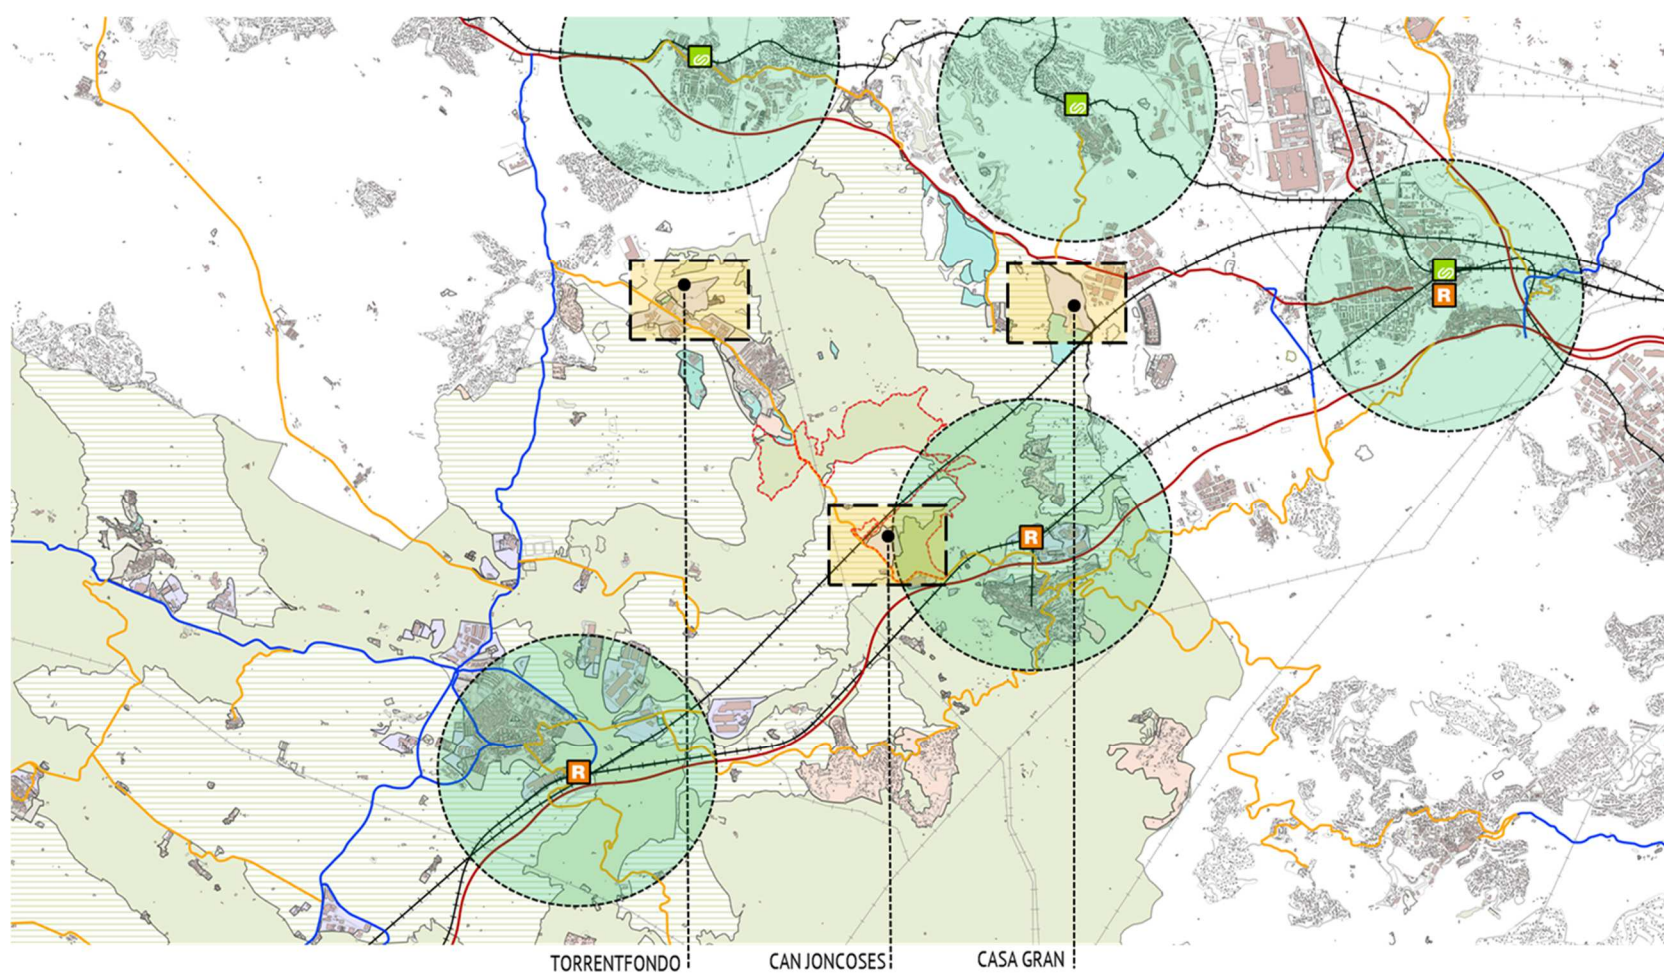 R
R
R
TORRENTFONDO
CAN JONCOSES
CASA GRAN